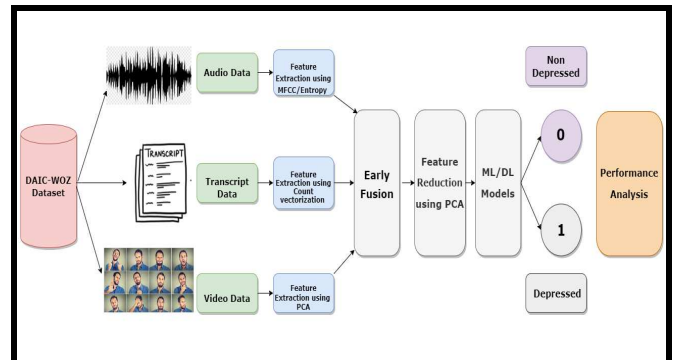 DAIC-WOZ
Dataset
Audio Data
Feature
Extraction using
MFCC/Entropy
TRANSCRIPT
Transcript
Data
Feature
Extraction using
Count
vectorization
Video Data
Feature
Extraction using
PCA
Early
Fusion
Feature
Reduction
using PCA
ML/DL
Models
Non
Depressed
0
1
Depressed
Performance
Analysis